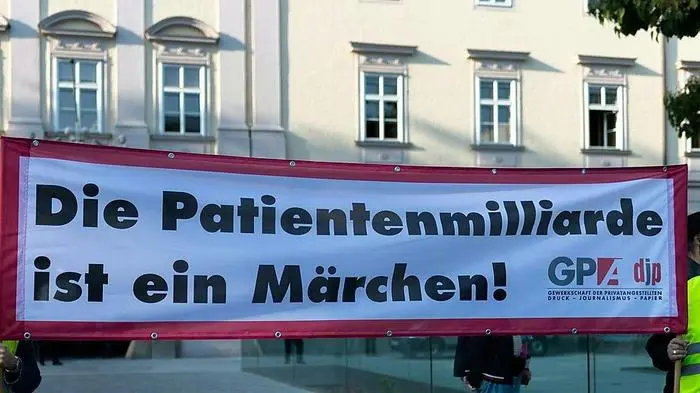 Die Patientenmilliarde
ist ein Märchen!
GPA djp
GEWERKSCHAFT DER PRIVATANGESTELLTEN
DRUCK – JOURNALISMUS – PAPIER